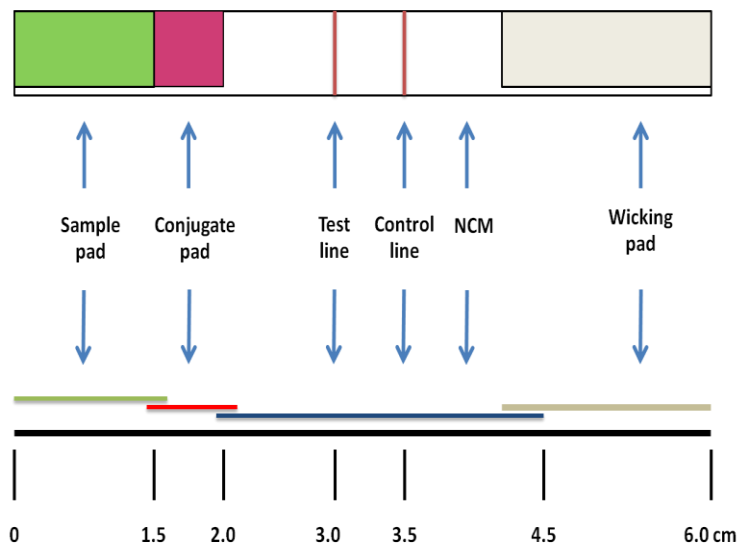 Sample
pad
Conjugate
pad
Test
line
Control
line
NCM
Wicking
pad
0
1.5
2.0
3.0
3.5
4.5
6.0 cm